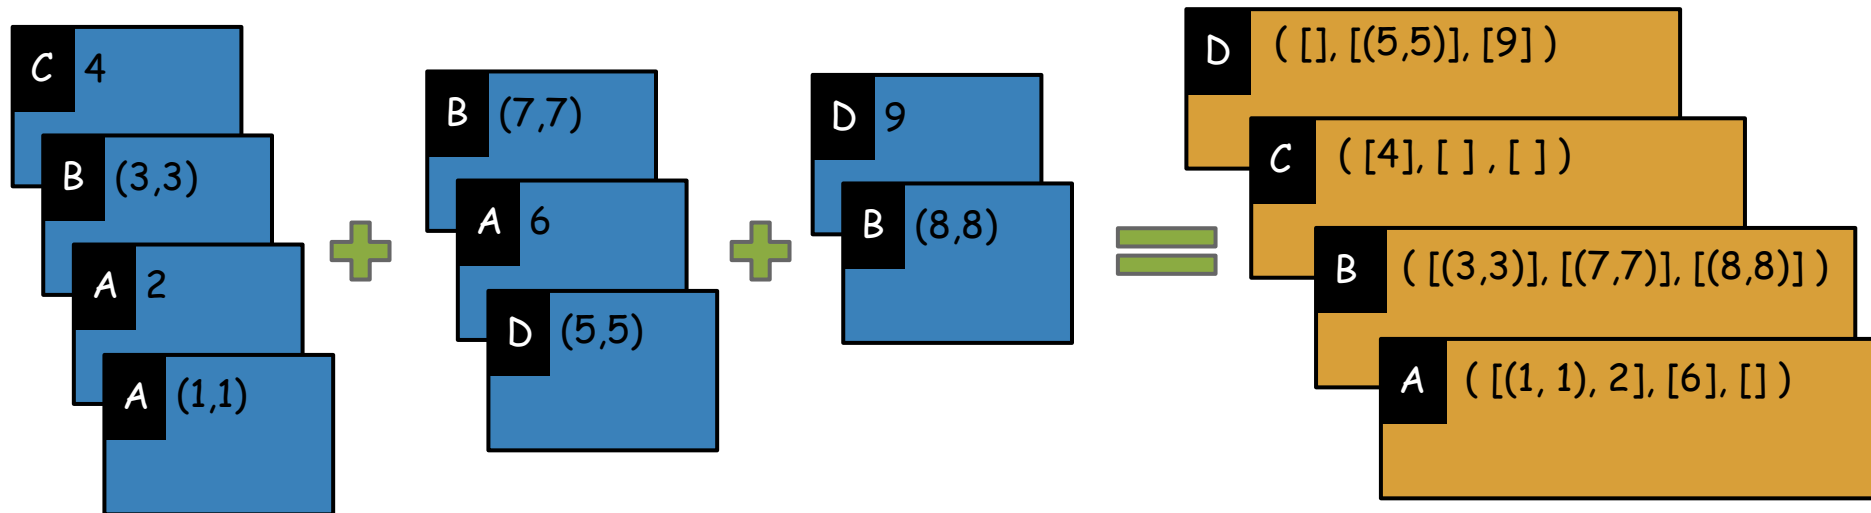 C 4
B (3,3)
A 2
A (1,1)
B (7,7)
A 6
D (5,5)
D 9
B (8,8)
D ( [], [(5,5)], [9] )
C ( [4], [ ] , [ ] )
B ( [(3,3)], [(7,7)], [(8,8)] )
A ( [(1, 1), 2], [6], [] )